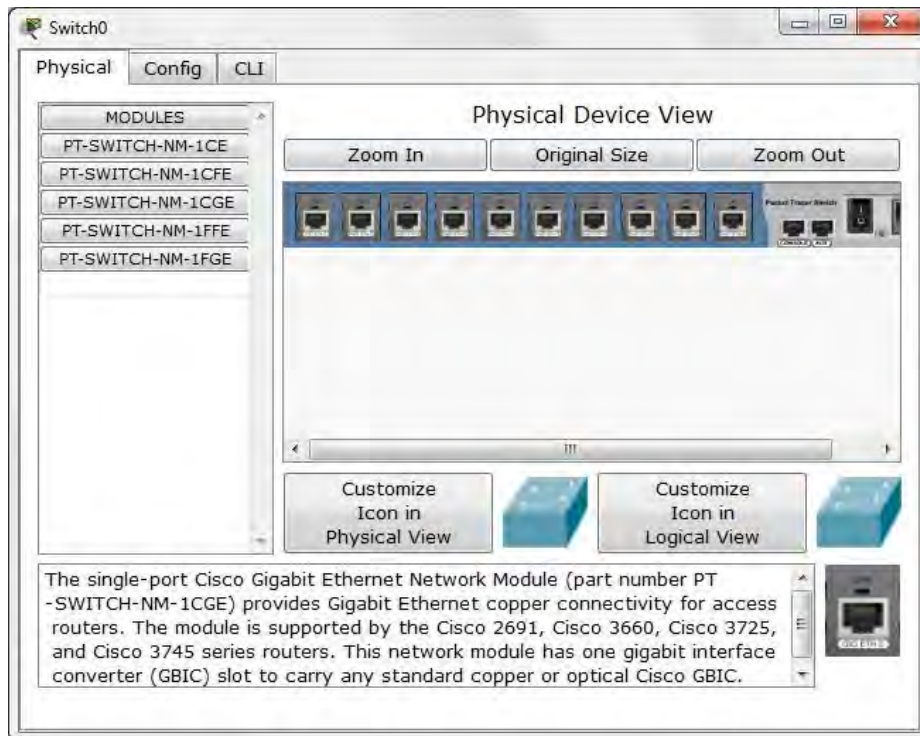 Switch0
Physical Config CLI
MODULES
PT-SWITCH-NM-1CE
PT-SWITCH-NM-1CFE
PT-SWITCH-NM-1CGE
PT-SWITCH-NM-1FFE
PT-SWITCH-NM-1FGE
Physical Device View
Zoom In Original Size Zoom Out
Packet Tracer Switch
CONSOLE AUX
Customize
Icon in
Physical View
Customize
Icon in
Logical View
The single-port Cisco Gigabit Ethernet Network Module (part number PT
-SWITCH-NM-1CGE) provides Gigabit Ethernet copper connectivity for access
routers. The module is supported by the Cisco 2691, Cisco 3660, Cisco 3725,
and Cisco 3745 series routers. This network module has one gigabit interface
converter (GBIC) slot to carry any standard copper or optical Cisco GBIC.